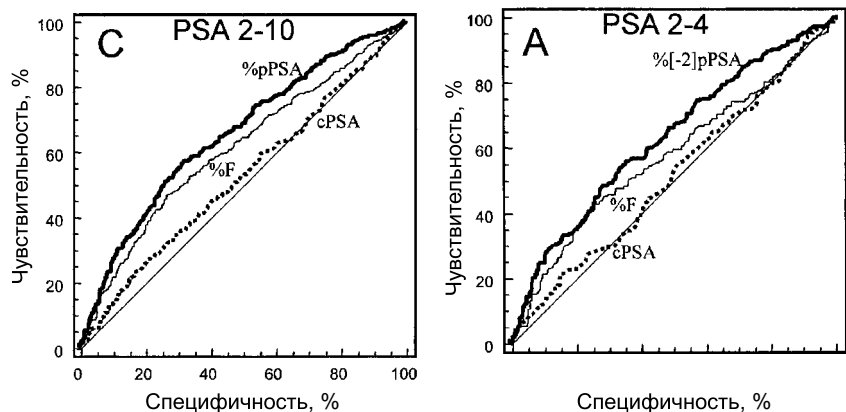 C PSA 2-10
Чувствительность, %
100
80
60
40
20
0
%pPSA
cPSA
%F
0 20 40 60 80 100
Специфичность, %
A PSA 2-4
Чувствительность, %
100
80
60
40
20
0
%[-2]pPSA
%F
cPSA
Специфичность, %